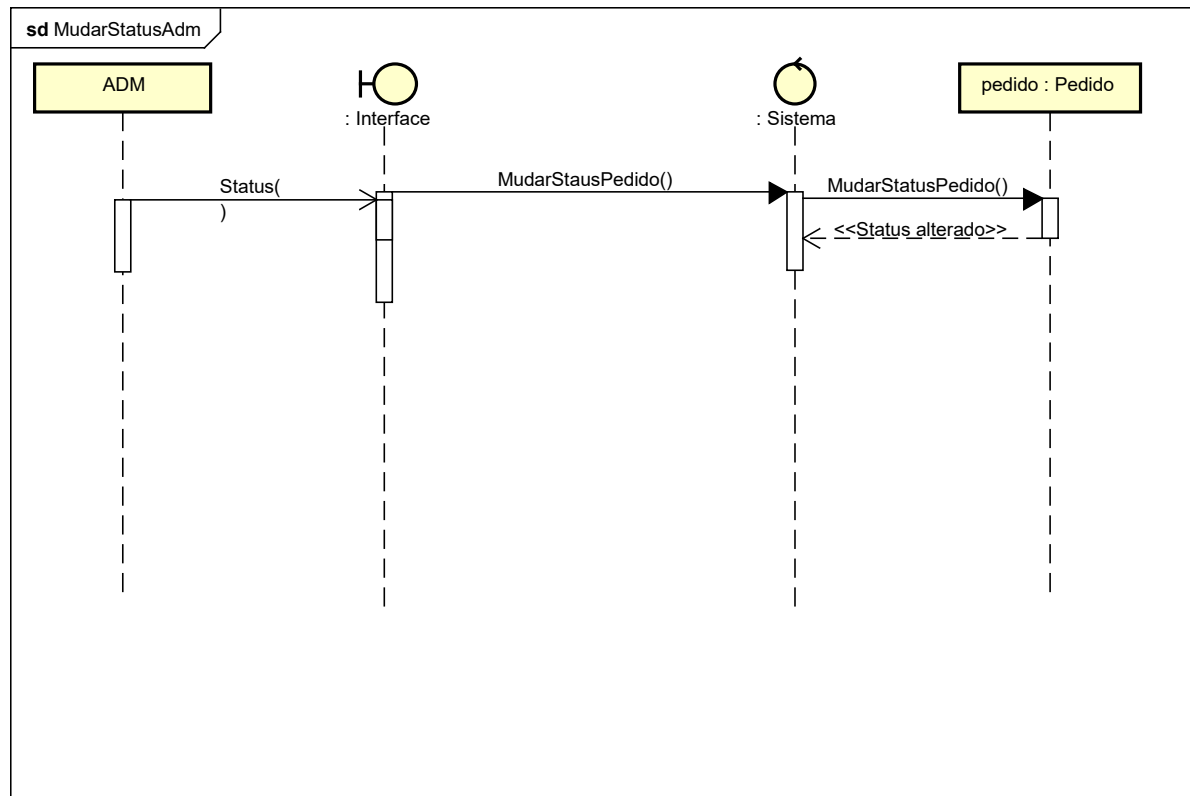 sd MudarStatusAdm
ADM
: Interface
: Sistema
pedido : Pedido
Status(
)
MudarStausPedido()
MudarStatusPedido()
<<Status alterado>>